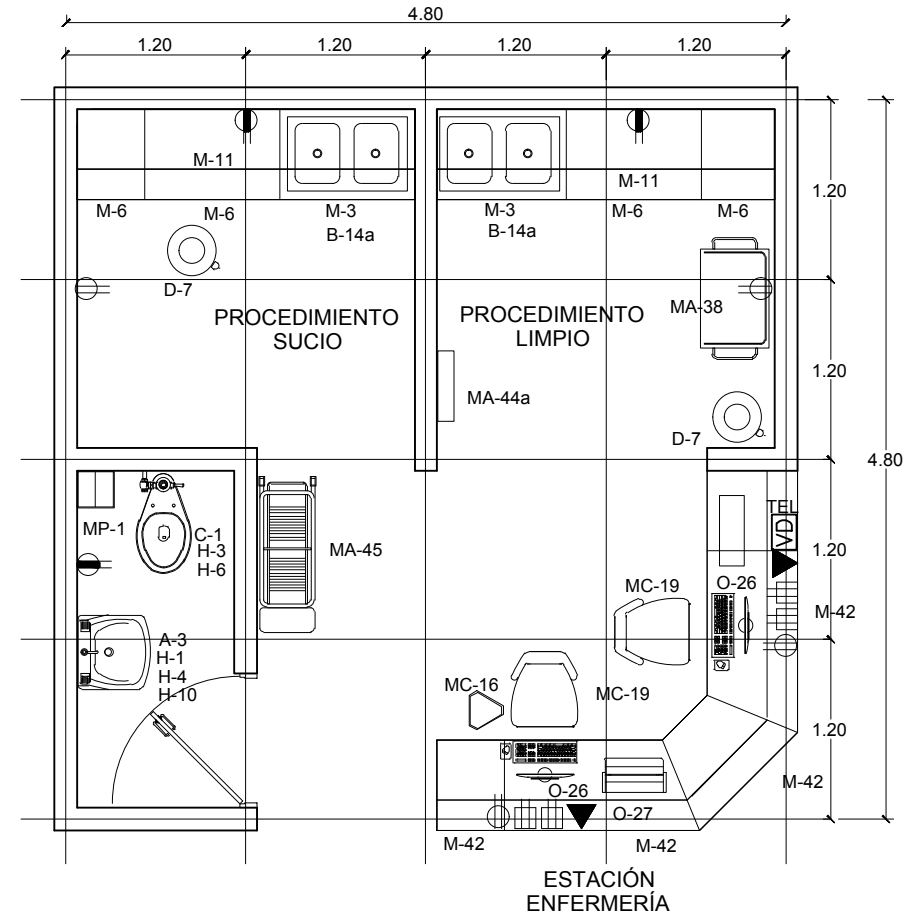 4.80
1.20
1.20
1.20
1.20
M-11
M-11
1.20
M-6
M-6
M-3
B-14a
M-3
B-14a
M-6
M-6
D-7
MA-38
PROCEDIMIENTO
SUCIO
PROCEDIMIENTO
LIMPIO
1.20
MA-44a
D-7
4.80
MP-1
C-1
H-3
H-6
MA-45
TEL
VD
1.20
MC-19
O-26
M-42
A-3
H-1
H-4
H-10
MC-16
MC-19
1.20
M-42
O-26
O-27
M-42
M-42
ESTACIÓN
ENFERMERÍA